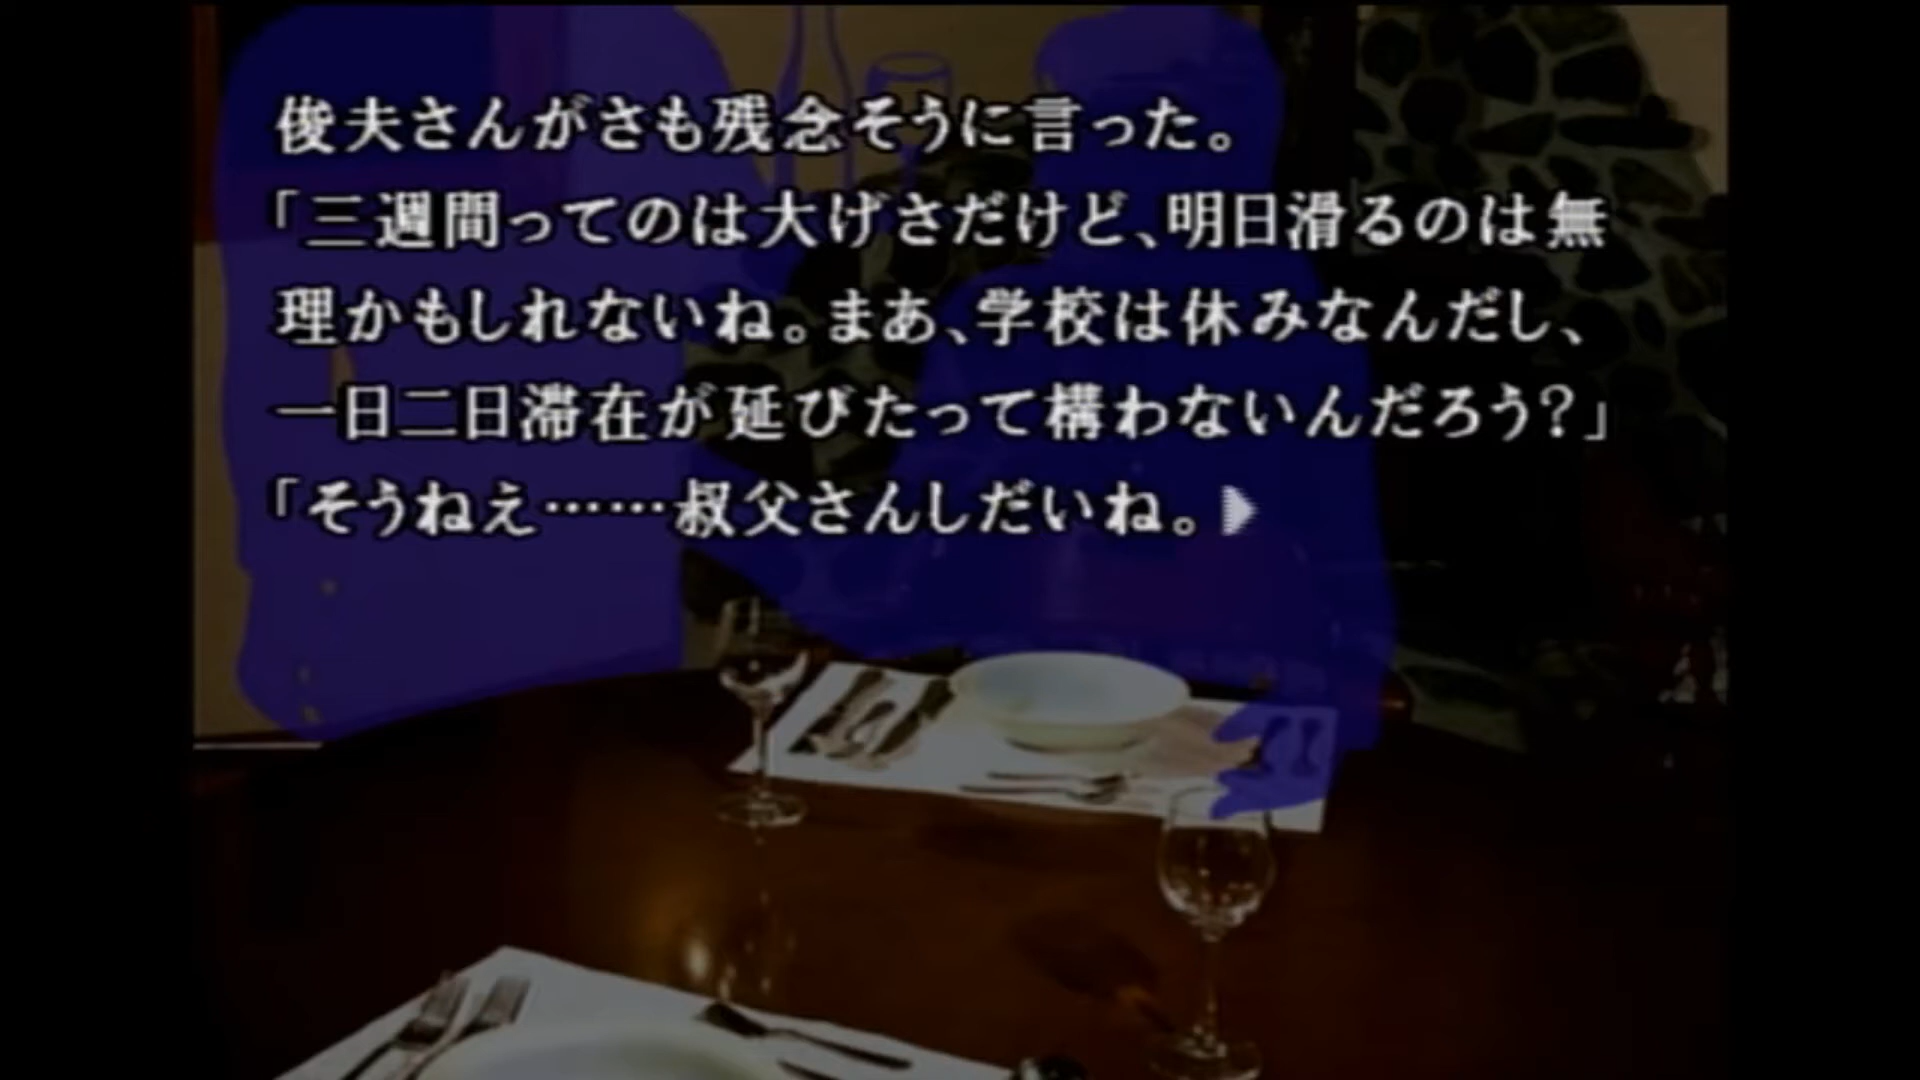 俊夫さんがさも残念そうに言った。
「三週間ってのは大げさだけど、明日滑るのは無
理かもしれないね。まあ、学校は休みなんだし、
一日二日滞在が延びたって構わないんだろう？」
「そうねえ……叔父さんしだいね。